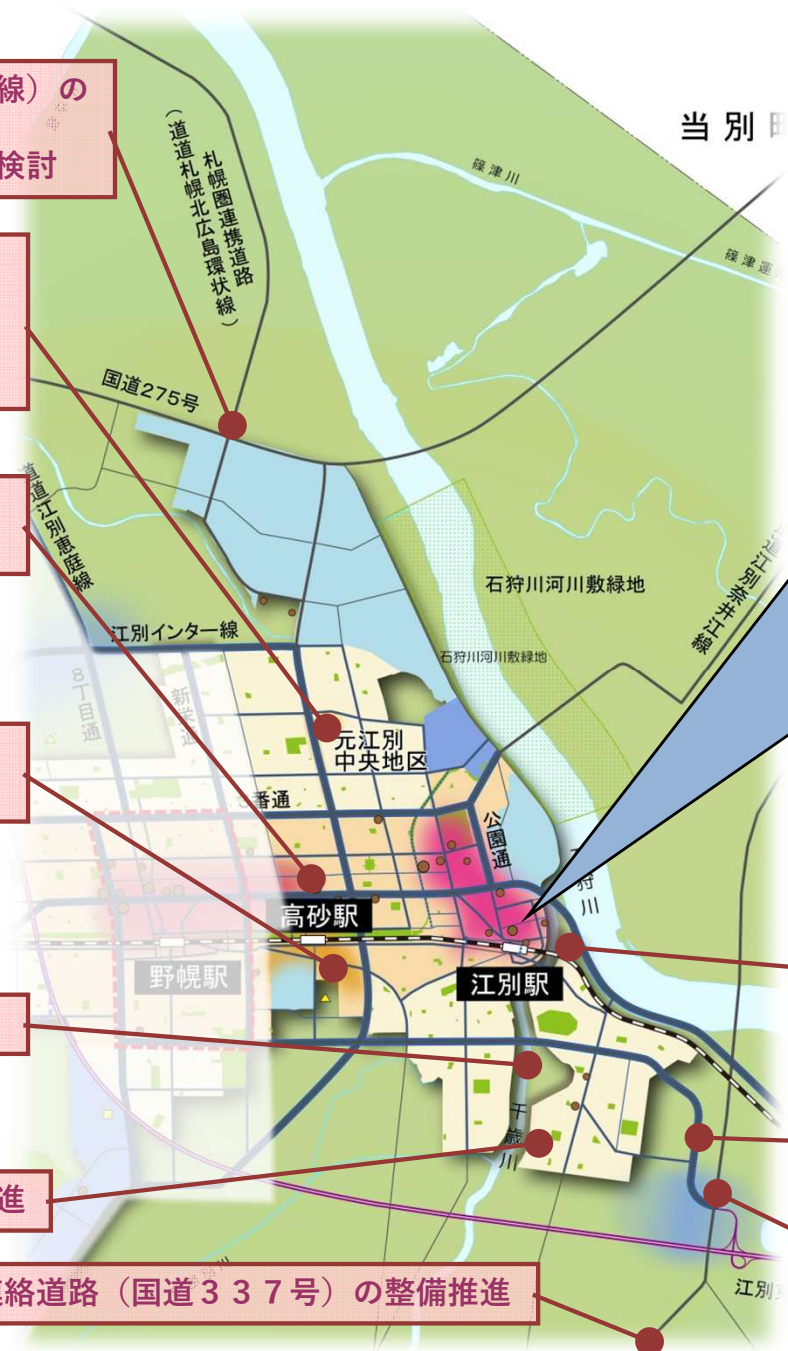 線）の
検討
当別
（道道札幌北広島環状線）
札幌圏連携道路
篠津川
篠津運
国道275号
道道江別恵庭線
石狩川河川敷緑地
道江別奈井江線
江別インター線
石狩川河川敷緑地
8丁目通
新栄通
元江別
中央地区
3番通
公園通
石狩川
高砂駅
野幌駅
江別駅
千歳川
進
絡道路（国道３３７号）の整備推進
江別